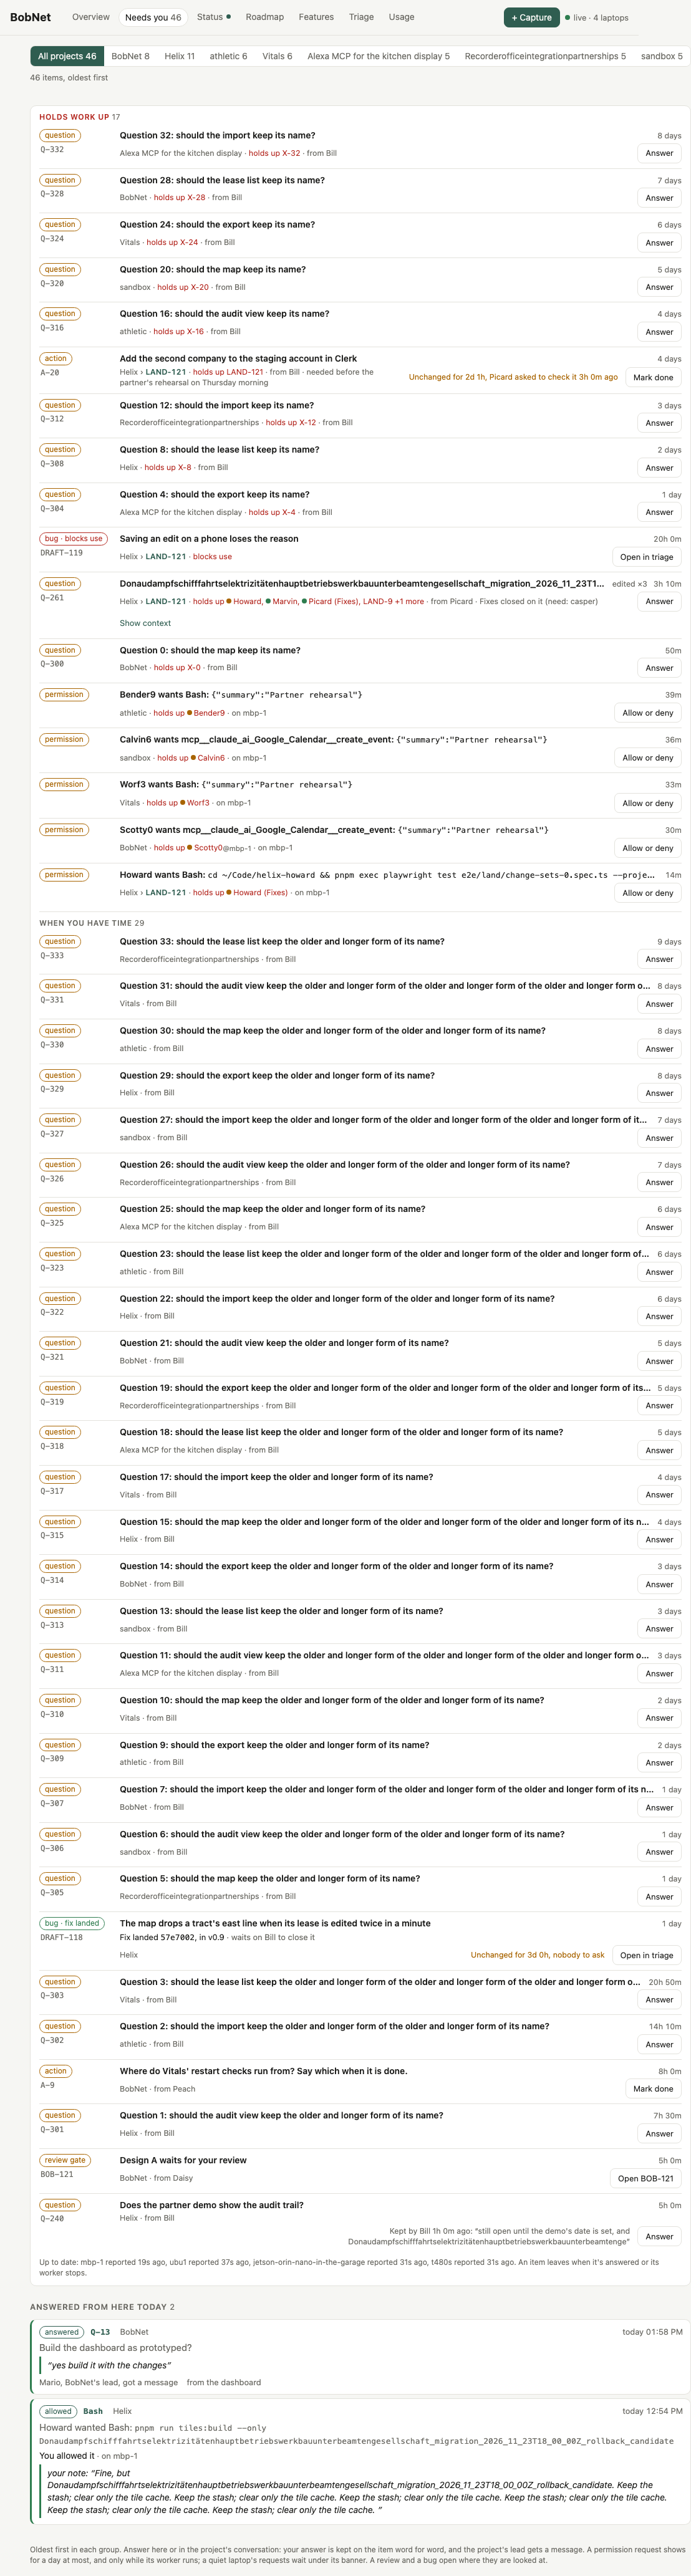 BobNet Overview Needs you 46 Status Roadmap Features Triage Usage + Capture live · 4 laptops
All projects 46 BobNet 8 Helix 11 athletic 6 Vitals 6 Alexa MCP for the kitchen display 5 Recorderofficeintegrationpartnerships 5 sandbox 5
46 items, oldest first
HOLDS WORK UP 17
question Question 32: should the import keep its name? 8 days
Q-332 Alexa MCP for the kitchen display · holds up X-32 · from Bill Answer
question Question 28: should the lease list keep its name? 7 days
Q-328 BobNet · holds up X-28 · from Bill Answer
question Question 24: should the export keep its name? 6 days
Q-324 Vitals · holds up X-24 · from Bill Answer
question Question 20: should the map keep its name? 5 days
Q-320 sandbox · holds up X-20 · from Bill Answer
question Question 16: should the audit view keep its name? 4 days
Q-316 athletic · holds up X-16 · from Bill Answer
action Add the second company to the staging account in Clerk 4 days
A-20 Helix › LAND-121 · holds up LAND-121 · from Bill · needed before the partner's rehearsal on Thursday morning Unchanged for 2d 1h, Picard asked to check it 3h 0m ago Mark done
question Question 12: should the import keep its name? 3 days
Q-312 Recorderofficeintegrationpartnerships · holds up X-12 · from Bill Answer
question Question 8: should the lease list keep its name? 2 days
Q-308 Helix · holds up X-8 · from Bill Answer
question Question 4: should the export keep its name? 1 day
Q-304 Alexa MCP for the kitchen display · holds up X-4 · from Bill Answer
bug · blocks use Saving an edit on a phone loses the reason 20h 0m
DRAFT-119 Helix › LAND-121 · blocks use Open in triage
question Donaudampfschifffahrtselektrizitätenhauptbetriebswerkbauunterbeamtengesellschaft_migration_2026_11_23T1... edited ×3 3h 10m
Q-261 Helix › LAND-121 · holds up Howard, Marvin, Picard (Fixes), LAND-9 +1 more · from Picard · Fixes closed on it (need: casper) Answer
Show context
question Question 0: should the map keep its name? 50m
Q-300 BobNet · holds up X-0 · from Bill Answer
permission Bender9 wants Bash: {"summary":"Partner rehearsal"} 39m
athletic · holds up Bender9 · on mbp-1 Allow or deny
permission Calvin6 wants mcp__claude_ai_Google_Calendar__create_event: {"summary":"Partner rehearsal"} 36m
sandbox · holds up Calvin6 · on mbp-1 Allow or deny
permission Worf3 wants Bash: {"summary":"Partner rehearsal"} 33m
Vitals · holds up Worf3 · on mbp-1 Allow or deny
permission Scotty0 wants mcp__claude_ai_Google_Calendar__create_event: {"summary":"Partner rehearsal"} 30m
BobNet · holds up Scotty0@mbp-1 · on mbp-1 Allow or deny
permission Howard wants Bash: cd ~/Code/helix-howard && pnpm exec playwright test e2e/land/change-sets-0.spec.ts --proje... 14m
Helix › LAND-121 · holds up Howard (Fixes) · on mbp-1 Allow or deny
WHEN YOU HAVE TIME 29
question Question 33: should the lease list keep the older and longer form of its name? 9 days
Q-333 Recorderofficeintegrationpartnerships · from Bill Answer
question Question 31: should the audit view keep the older and longer form of the older and longer form of the older and longer form o... 8 days
Q-331 Vitals · from Bill Answer
question Question 30: should the map keep the older and longer form of the older and longer form of its name? 8 days
Q-330 athletic · from Bill Answer
question Question 29: should the export keep the older and longer form of its name? 8 days
Q-329 Helix · from Bill Answer
question Question 27: should the import keep the older and longer form of the older and longer form of the older and longer form of it... 7 days
Q-327 sandbox · from Bill Answer
question Question 26: should the audit view keep the older and longer form of the older and longer form of its name? 7 days
Q-326 Recorderofficeintegrationpartnerships · from Bill Answer
question Question 25: should the map keep the older and longer form of its name? 6 days
Q-325 Alexa MCP for the kitchen display · from Bill Answer
question Question 23: should the lease list keep the older and longer form of the older and longer form of the older and longer form of... 6 days
Q-323 athletic · from Bill Answer
question Question 22: should the import keep the older and longer form of the older and longer form of its name? 6 days
Q-322 Helix · from Bill Answer
question Question 21: should the audit view keep the older and longer form of its name? 5 days
Q-321 BobNet · from Bill Answer
question Question 19: should the export keep the older and longer form of the older and longer form of the older and longer form of its... 5 days
Q-319 Recorderofficeintegrationpartnerships · from Bill Answer
question Question 18: should the lease list keep the older and longer form of the older and longer form of its name? 5 days
Q-318 Alexa MCP for the kitchen display · from Bill Answer
question Question 17: should the import keep the older and longer form of its name? 4 days
Q-317 Vitals · from Bill Answer
question Question 15: should the map keep the older and longer form of the older and longer form of the older and longer form of its n... 4 days
Q-315 Helix · from Bill Answer
question Question 14: should the export keep the older and longer form of the older and longer form of its name? 3 days
Q-314 BobNet · from Bill Answer
question Question 13: should the lease list keep the older and longer form of its name? 3 days
Q-313 sandbox · from Bill Answer
question Question 11: should the audit view keep the older and longer form of the older and longer form of the older and longer form o... 3 days
Q-311 Alexa MCP for the kitchen display · from Bill Answer
question Question 10: should the map keep the older and longer form of the older and longer form of its name? 2 days
Q-310 Vitals · from Bill Answer
question Question 9: should the export keep the older and longer form of its name? 2 days
Q-309 athletic · from Bill Answer
question Question 7: should the import keep the older and longer form of the older and longer form of the older and longer form of its n... 1 day
Q-307 BobNet · from Bill Answer
question Question 6: should the audit view keep the older and longer form of the older and longer form of its name? 1 day
Q-306 sandbox · from Bill Answer
question Question 5: should the map keep the older and longer form of its name? 1 day
Q-305 Recorderofficeintegrationpartnerships · from Bill Answer
bug · fix landed The map drops a tract's east line when its lease is edited twice in a minute 1 day
DRAFT-118 Fix landed 57e7002, in v0.9 · waits on Bill to close it
Helix Unchanged for 3d 0h, nobody to ask Open in triage
question Question 3: should the lease list keep the older and longer form of the older and longer form of the older and longer form o... 20h 50m
Q-303 Vitals · from Bill Answer
question Question 2: should the import keep the older and longer form of the older and longer form of its name? 14h 10m
Q-302 athletic · from Bill Answer
action Where do Vitals' restart checks run from? Say which when it is done. 8h 0m
A-9 BobNet · from Peach Mark done
question Question 1: should the audit view keep the older and longer form of its name? 7h 30m
Q-301 Helix · from Bill Answer
review gate Design A waits for your review 5h 0m
BOB-121 BobNet · from Daisy Open BOB-121
question Does the partner demo show the audit trail? 5h 0m
Q-240 Helix · from Bill
Kept by Bill 1h 0m ago: "still open until the demo's date is set, and
Donaudampfschifffahrtselektrizitätenhauptbetriebswerkbauunterbeamtenge" Answer
Up to date: mbp-1 reported 19s ago, ubu1 reported 37s ago, jetson-orin-nano-in-the-garage reported 31s ago, t480s reported 31s ago. An item leaves when it's answered or its
worker stops.
ANSWERED FROM HERE TODAY 2
answered Q-13 BobNet today 01:58 PM
Build the dashboard as prototyped?
"yes build it with the changes"
Mario, BobNet's lead, got a message from the dashboard
allowed Bash Helix today 12:54 PM
Howard wanted Bash: pnpm run tiles:build --only
Donaudampfschifffahrtselektrizitätenhauptbetriebswerkbauunterbeamtengesellschaft_migration_2026_11_23T18_00_00Z_rollback_candidate
You allowed it · on mbp-1
your note: "Fine, but
Donaudampfschifffahrtselektrizitätenhauptbetriebswerkbauunterbeamtengesellschaft_migration_2026_11_23T18_00_00Z_rollback_candidate. Keep the
stash; clear only the tile cache. Keep the stash; clear only the tile cache. Keep the stash; clear only the tile cache. Keep the stash; clear only the tile cache.
Keep the stash; clear only the tile cache. Keep the stash; clear only the tile cache. "
Oldest first in each group. Answer here or in the project's conversation: your answer is kept on the item word for word, and the project's lead gets a message. A permission request shows
for a day at most, and only while its worker runs; a quiet laptop's requests wait under its banner. A review and a bug open where they are looked at.